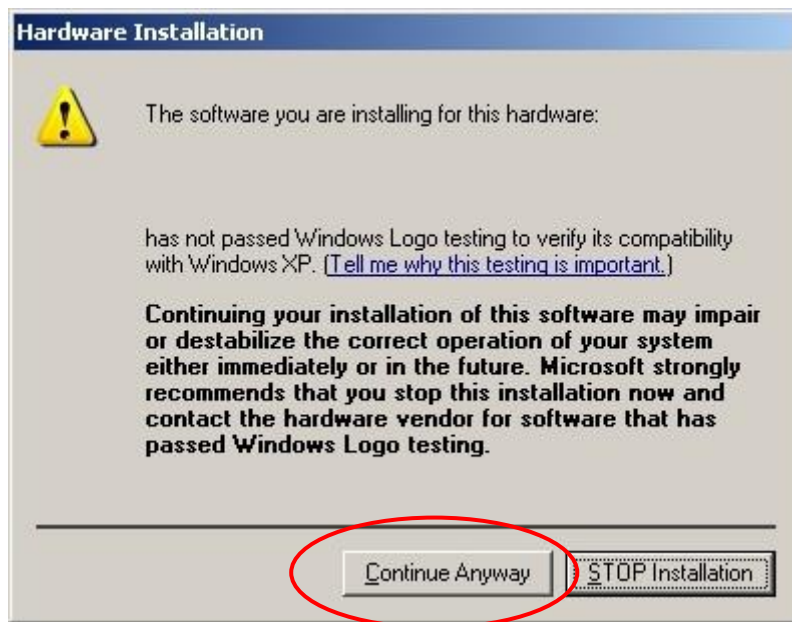 Hardware Installation
The software you are installing for this hardware:
has not passed Windows Logo testing to verify its compatibility
with Windows XP. (Tell me why this testing is important.)
Continuing your installation of this software may impair
or destabilize the correct operation of your system
either immediately or in the future. Microsoft strongly
recommends that you stop this installation now and
contact the hardware vendor for software that has
passed Windows Logo testing.
Continue Anyway
STOP Installation